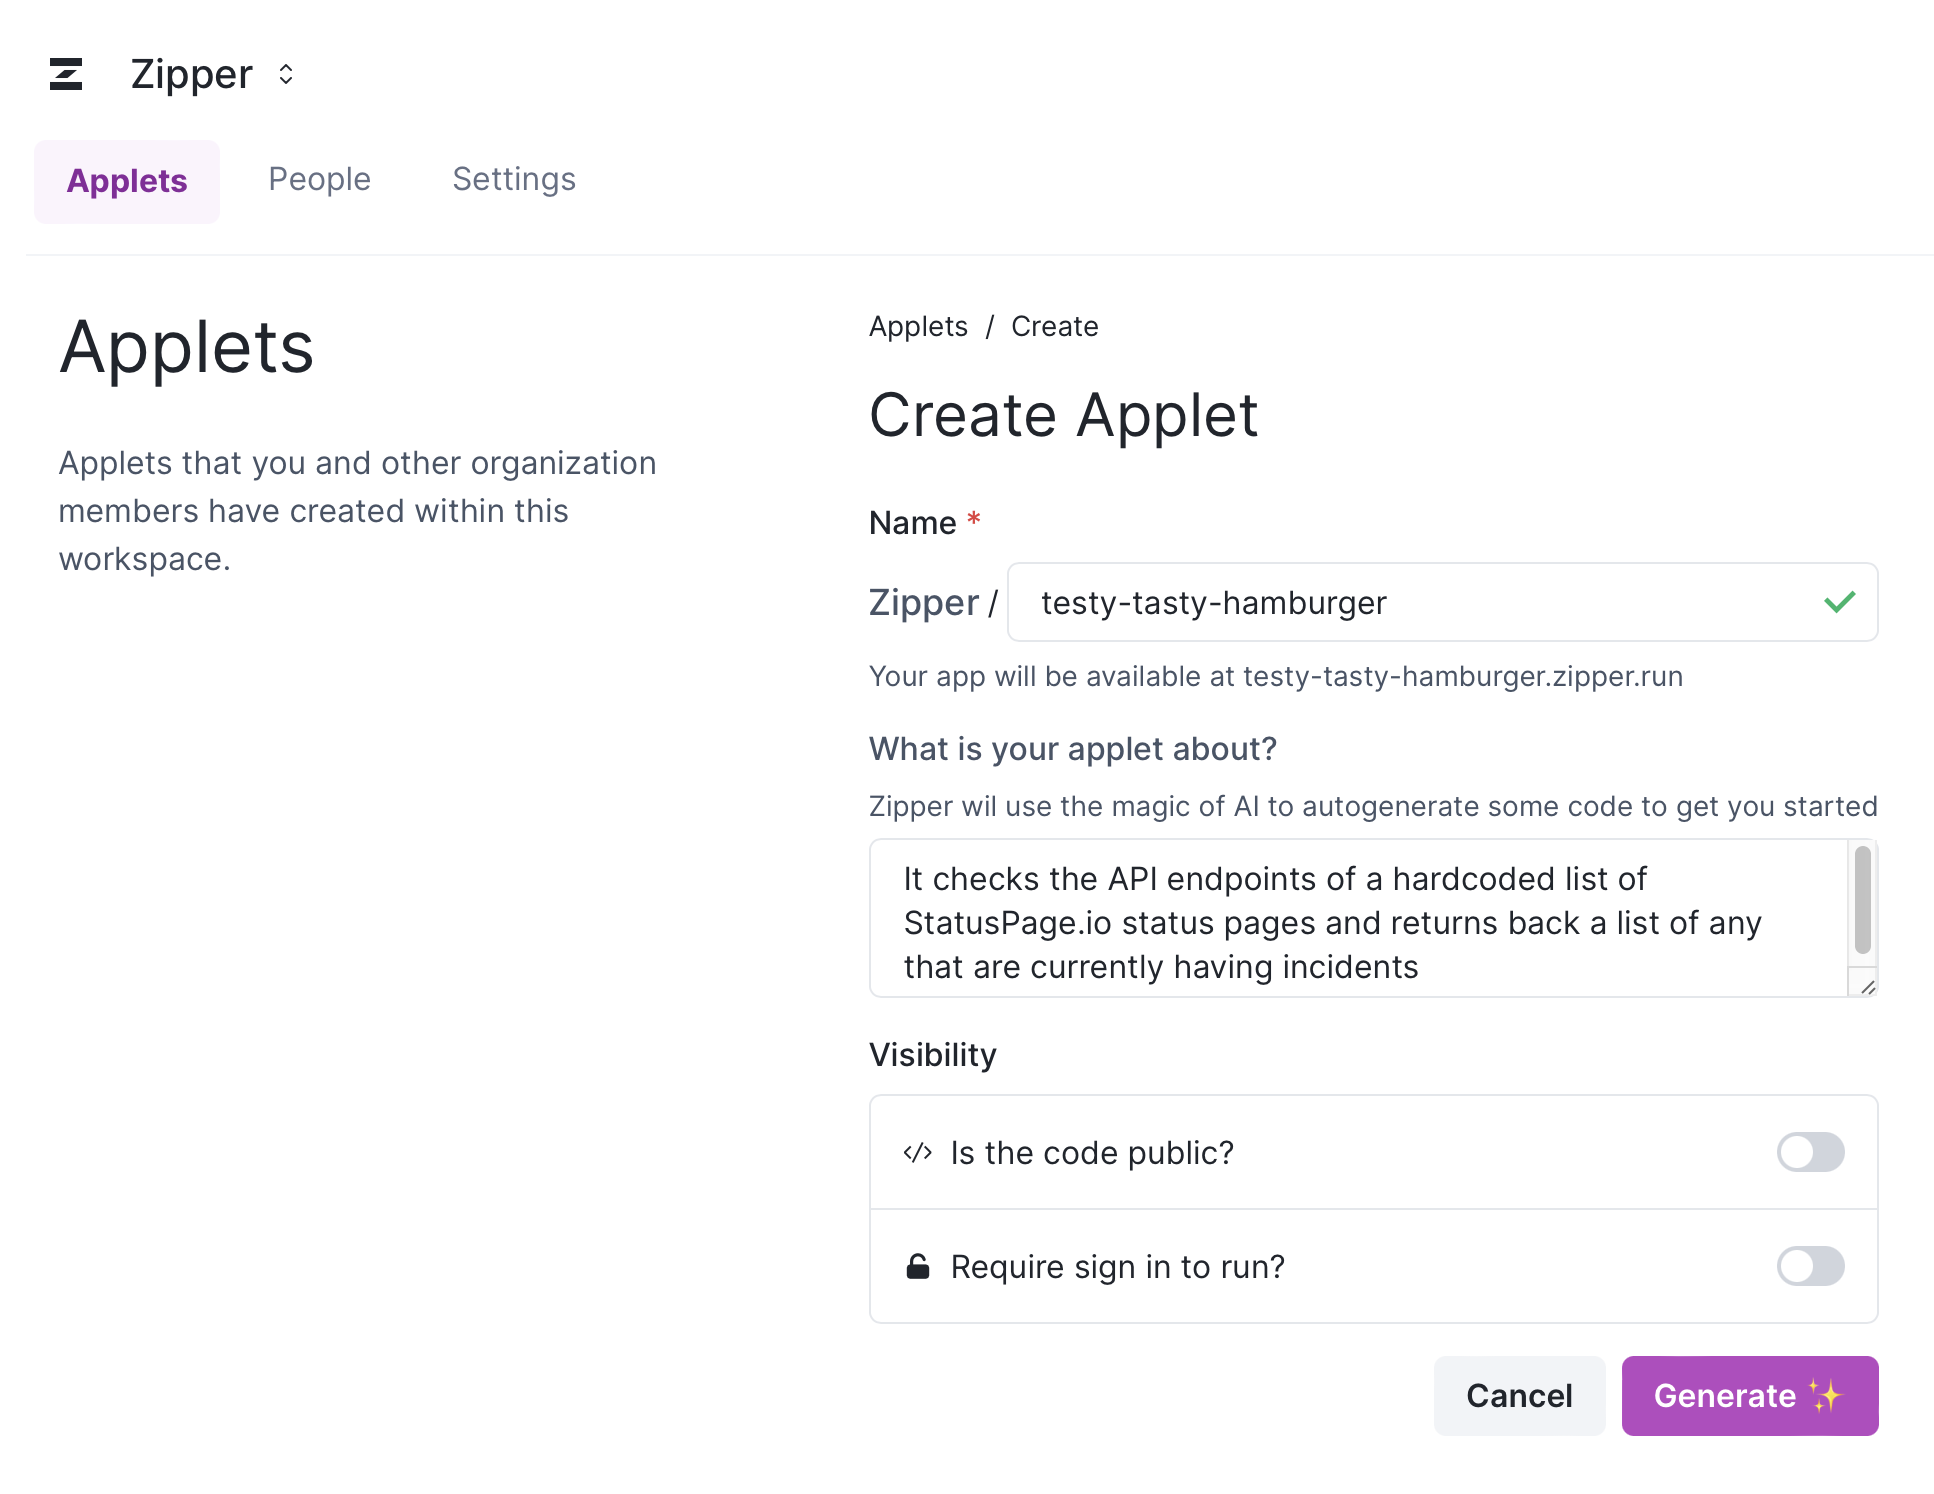 Zipper
Applets
People
Settings
Applets
Applets that you and other organization
members have created within this
workspace.
Applets / Create
Create Applet
Name *
Zipper / testy-tasty-hamburger
Your app will be available at testy-tasty-hamburger.zipper.run
What is your applet about?
Zipper wil use the magic of AI to autogenerate some code to get you started
It checks the API endpoints of a hardcoded list of
StatusPage.io status pages and returns back a list of any
that are currently having incidents
Visibility
</> Is the code public?
Require sign in to run?
Cancel
Generate ✨